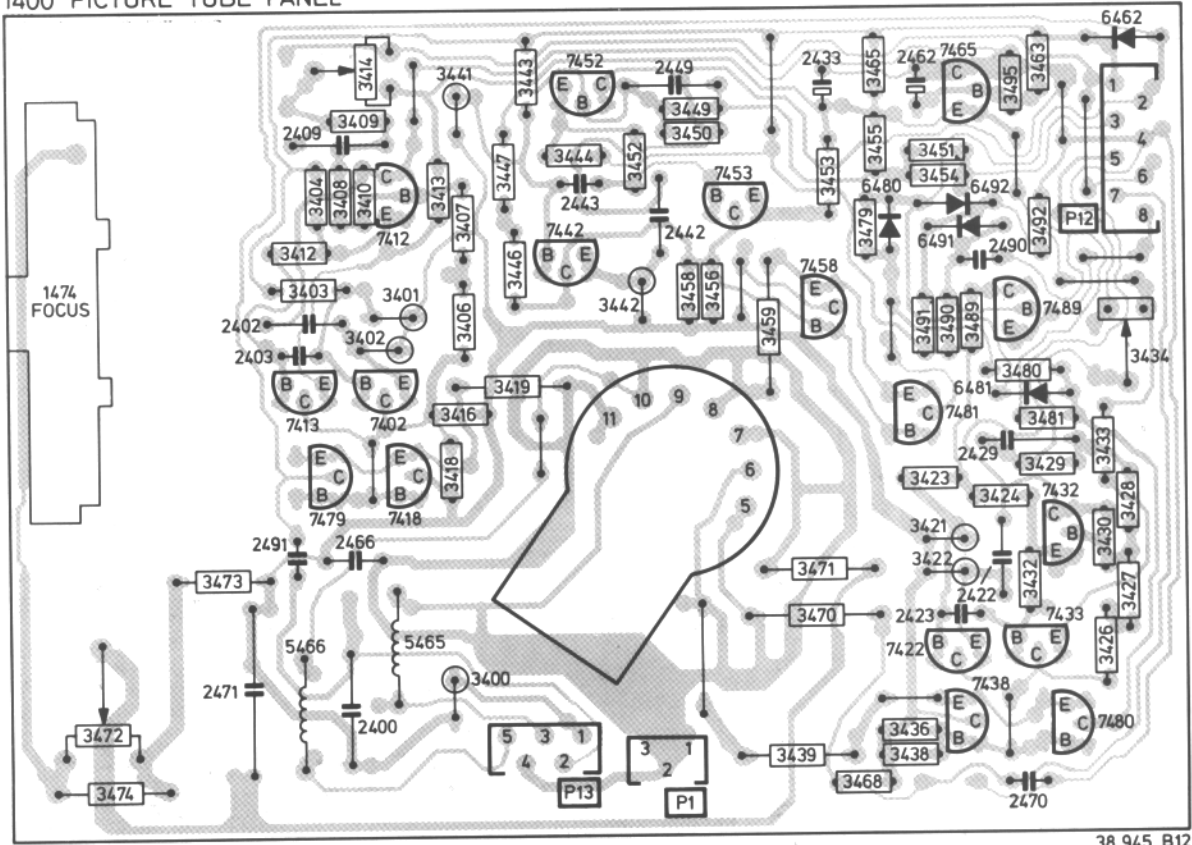 1400 PICTURE TUBE PANEL
6462
7452 2433 2462 7465
3414 3441 3443 E B C 2449 3465 C B E 3495 3463
3449 1 2
3409 3450 3 4
2409 3447 3444 3452 3455 3451 5 6
3453 3454 7 8
3404 3408 3410 C B E 3413 2443 7453 6480 6492
3407 B E C 3479 6491 3492 P12
7412 7442 2442 2490
3412 3446 B E C 7458
1474 3403 3401 3442 3458 3456 E C B C B E 7489
FOCUS 2402 3402 3406 3459 3491 3490 3489 3434
2403 3480
B C E B C E 3419 11 10 9 8 E C B 6481
7413 7402 3416 7 7481 3481 3433
E C B E C B 3418 6 2429 3429
7479 7418 5 3423 3424 7432 3428
2491 2466 3421 C B E 3430
3473 3471 3422 2422 3432 3427
5466 5465 3470 2423 7433 3426
2471 3400 7422 B C E B C E
2400 7438 E C B E C B 7480
3472 5 3 1 3 1 3436
4 2 2 3439 3438
3474 P13 P1 3468 2470
38 945 B12